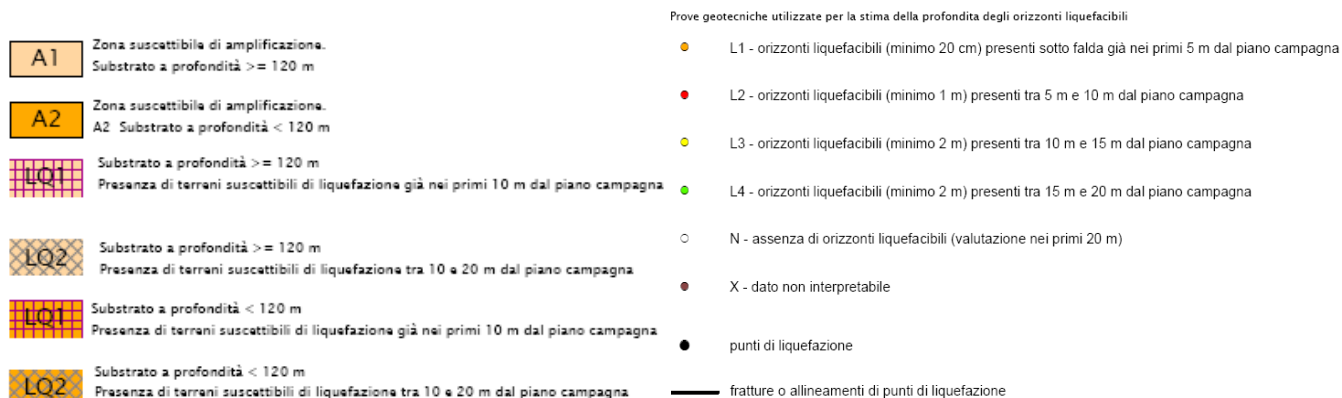 A1
Zona suscettibile di amplificazione.
Substrato a profondità >= 120 m
A2
Zona suscettibile di amplificazione.
A2 Substrato a profondità < 120 m
LQ1
Substrato a profondità >= 120 m
Presenza di terreni suscettibili di liquefazione già nei primi 10 m dal piano campagna
LQ2
Substrato a profondità >= 120 m
Presenza di terreni suscettibili di liquefazione tra 10 e 20 m dal piano campagna
LQ1
Substrato a profondità < 120 m
Presenza di terreni suscettibili di liquefazione già nei primi 10 m dal piano campagna
LQ2
Substrato a profondità < 120 m
Presenza di terreni suscettibili di liquefazione tra 10 e 20 m dal piano campagna
Prove geotecniche utilizzate per la stima della profondita degli orizzonti liquefacibili
L1 - orizzonti liquefacibili (minimo 20 cm) presenti sotto falda già nei primi 5 m dal piano campagna
L2 - orizzonti liquefacibili (minimo 1 m) presenti tra 5 m e 10 m dal piano campagna
L3 - orizzonti liquefacibili (minimo 2 m) presenti tra 10 m e 15 m dal piano campagna
L4 - orizzonti liquefacibili (minimo 2 m) presenti tra 15 m e 20 m dal piano campagna
N - assenza di orizzonti liquefacibili (valutazione nei primi 20 m)
X - dato non interpretabile
punti di liquefazione
fratture o allineamenti di punti di liquefazione